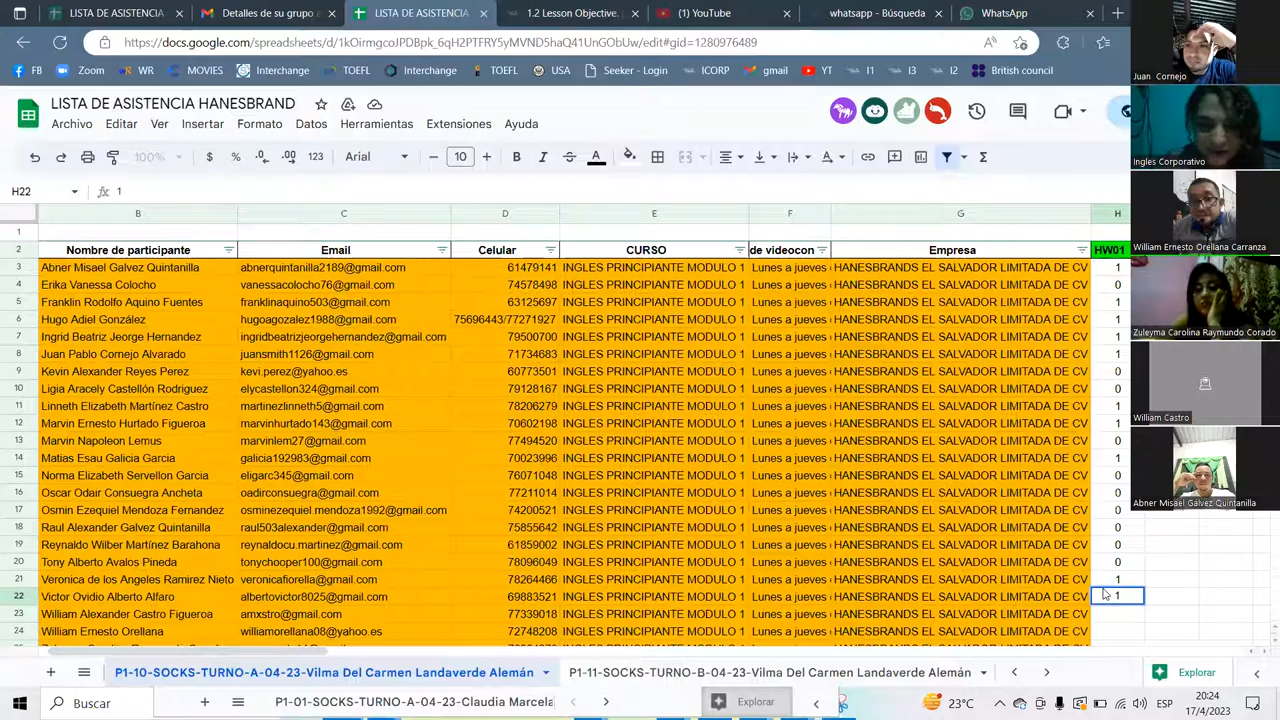 LISTA DE ASISTENCIA
Detalles de su grupo
LISTA DE ASISTENCIA
1.2 Lesson Objective.
(1) YouTube
whatsapp - Búsqueda
WhatsApp
https://docs.google.com/spreadsheets/d/1kOirmgcoJPDBpk_6qH2PTFRY5yMVND5haQ41UnGObUw/edit#gid=1280976489
FB Zoom WR MOVIES Interchange TOEFL Interchange TOEFL USA Seeker - Login ICORP gmail YT I1 I3 I2 British council
LISTA DE ASISTENCIA HANESBRAND
Archivo Editar Ver Insertar Formato Datos Herramientas Extensiones Ayuda
100% $ % .0 .00 123 Arial 10 B I A
H22 fx 1
B C D E F G H
1
2 Nombre de participante Email Celular CURSO de videocon Empresa HW01
3 Abner Misael Galvez Quintanilla abnerquintanilla2189@gmail.com 61479141 INGLES PRINCIPIANTE MODULO 1 Lunes a jueves HANESBRANDS EL SALVADOR LIMITADA DE CV 1
4 Erika Vanessa Colocho vanessacolocho76@gmail.com 74578498 INGLES PRINCIPIANTE MODULO 1 Lunes a jueves HANESBRANDS EL SALVADOR LIMITADA DE CV 0
5 Franklin Rodolfo Aquino Fuentes franklinaquino503@gmail.com 63125697 INGLES PRINCIPIANTE MODULO 1 Lunes a jueves HANESBRANDS EL SALVADOR LIMITADA DE CV 1
6 Hugo Adiel González hugoagozalez1988@gmail.com 75696443/77271927 INGLES PRINCIPIANTE MODULO 1 Lunes a jueves HANESBRANDS EL SALVADOR LIMITADA DE CV 1
7 Ingrid Beatriz Jeorge Hernandez ingridbeatrizjeorgehernandez@gmail.com 79500700 INGLES PRINCIPIANTE MODULO 1 Lunes a jueves HANESBRANDS EL SALVADOR LIMITADA DE CV 1
8 Juan Pablo Cornejo Alvarado juansmith1126@gmail.com 71734683 INGLES PRINCIPIANTE MODULO 1 Lunes a jueves HANESBRANDS EL SALVADOR LIMITADA DE CV 1
9 Kevin Alexander Reyes Perez kevi.perez@yahoo.es 60773501 INGLES PRINCIPIANTE MODULO 1 Lunes a jueves HANESBRANDS EL SALVADOR LIMITADA DE CV 0
10 Ligia Aracely Castellón Rodriguez elycastellon324@gmail.com 79128167 INGLES PRINCIPIANTE MODULO 1 Lunes a jueves HANESBRANDS EL SALVADOR LIMITADA DE CV 0
11 Linneth Elizabeth Martínez Castro martinezlinneth5@gmail.com 78206279 INGLES PRINCIPIANTE MODULO 1 Lunes a jueves HANESBRANDS EL SALVADOR LIMITADA DE CV 1
12 Marvin Ernesto Hurtado Figueroa marvinhurtado143@gmail.com 70602198 INGLES PRINCIPIANTE MODULO 1 Lunes a jueves HANESBRANDS EL SALVADOR LIMITADA DE CV 1
13 Marvin Napoleon Lemus marvinlem27@gmail.com 77494520 INGLES PRINCIPIANTE MODULO 1 Lunes a jueves HANESBRANDS EL SALVADOR LIMITADA DE CV 0
14 Matias Esau Galicia Garcia galicia192983@gmail.com 70023996 INGLES PRINCIPIANTE MODULO 1 Lunes a jueves HANESBRANDS EL SALVADOR LIMITADA DE CV 1
15 Norma Elizabeth Servellon Garcia eligarc345@gmail.com 76071048 INGLES PRINCIPIANTE MODULO 1 Lunes a jueves HANESBRANDS EL SALVADOR LIMITADA DE CV 0
16 Oscar Odair Consuegra Ancheta oadirconsuegra@gmail.com 77211014 INGLES PRINCIPIANTE MODULO 1 Lunes a jueves HANESBRANDS EL SALVADOR LIMITADA DE CV 0
17 Osmin Ezequiel Mendoza Fernandez osminezequiel.mendoza1992@gmail.com 74200521 INGLES PRINCIPIANTE MODULO 1 Lunes a jueves HANESBRANDS EL SALVADOR LIMITADA DE CV 0
18 Raul Alexander Galvez Quintanilla raul503alexander@gmail.com 75855642 INGLES PRINCIPIANTE MODULO 1 Lunes a jueves HANESBRANDS EL SALVADOR LIMITADA DE CV 0
19 Reynaldo Wilber Martínez Barahona reynaldocu.martinez@gmail.com 61859002 INGLES PRINCIPIANTE MODULO 1 Lunes a jueves HANESBRANDS EL SALVADOR LIMITADA DE CV 0
20 Tony Alberto Avalos Pineda tonychooper100@gmail.com 78096049 INGLES PRINCIPIANTE MODULO 1 Lunes a jueves HANESBRANDS EL SALVADOR LIMITADA DE CV 0
21 Veronica de los Angeles Ramirez Nieto veronicafiorella@gmail.com 78264466 INGLES PRINCIPIANTE MODULO 1 Lunes a jueves HANESBRANDS EL SALVADOR LIMITADA DE CV 1
22 Victor Ovidio Alberto Alfaro albertovictor8025@gmail.com 69883521 INGLES PRINCIPIANTE MODULO 1 Lunes a jueves HANESBRANDS EL SALVADOR LIMITADA DE CV 1
23 William Alexander Castro Figueroa amxstro@gmail.com 77339018 INGLES PRINCIPIANTE MODULO 1 Lunes a jueves HANESBRANDS EL SALVADOR LIMITADA DE CV
24 William Ernesto Orellana williamorellana08@yahoo.es 72748208 INGLES PRINCIPIANTE MODULO 1 Lunes a jueves HANESBRANDS EL SALVADOR LIMITADA DE CV
P1-10-SOCKS-TURNO-A-04-23-Vilma Del Carmen Landaverde Alemán P1-11-SOCKS-TURNO-B-04-23-Vilma Del Carmen Landaverde Alemán Explorar
Buscar P1-01-SOCKS-TURNO-A-04-23-Claudia Marcela Explorar 23°C ESP 20:24
17/4/2023
Juan Cornejo
Ingles Corporativo
William Ernesto Orellana Carranza
Zuleyma Carolina Raymundo Corado
William Castro
Abner Misael Galvez Quintanilla